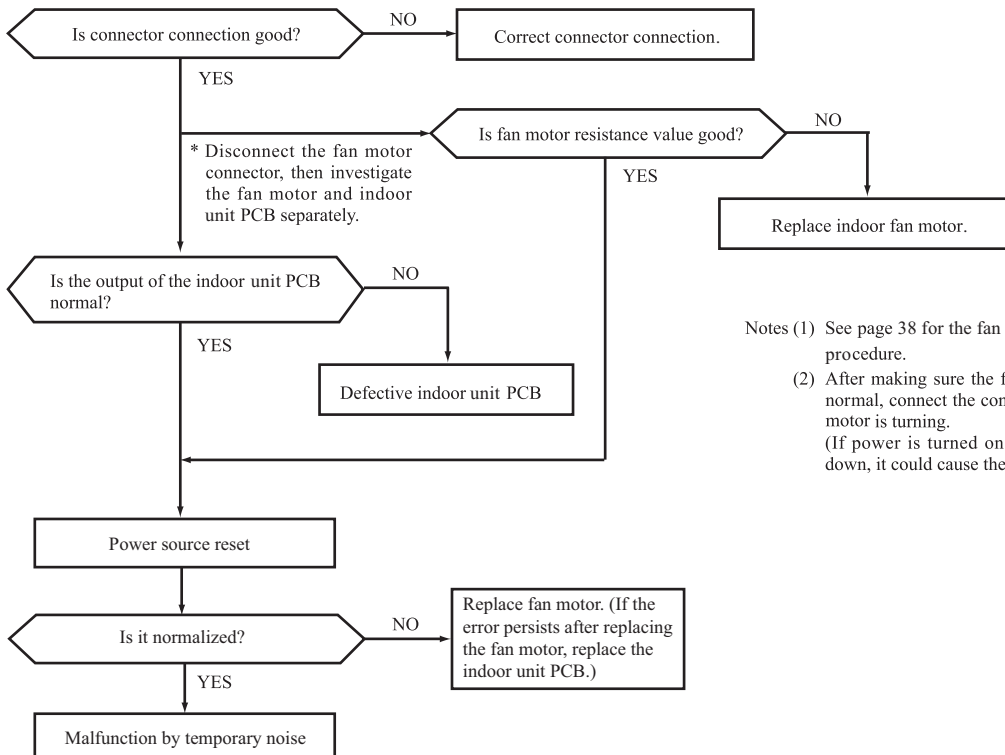 Is connector connection good?
NO
Correct connector connection.
YES
Is fan motor resistance value good?
NO
* Disconnect the fan motor
connector, then investigate
the fan motor and indoor
unit PCB separately.
YES
Replace indoor fan motor.
Is the output of the indoor unit PCB
normal?
NO
YES
Defective indoor unit PCB
Notes (1) See page 38 for the fan
procedure.
(2) After making sure the
normal, connect the
motor is turning.
(If power is turned on
down, it could cause the
Power source reset
Is it normalized?
NO
Replace fan motor. (If the
error persists after replacing
the fan motor, replace the
indoor unit PCB.)
YES
Malfunction by temporary noise